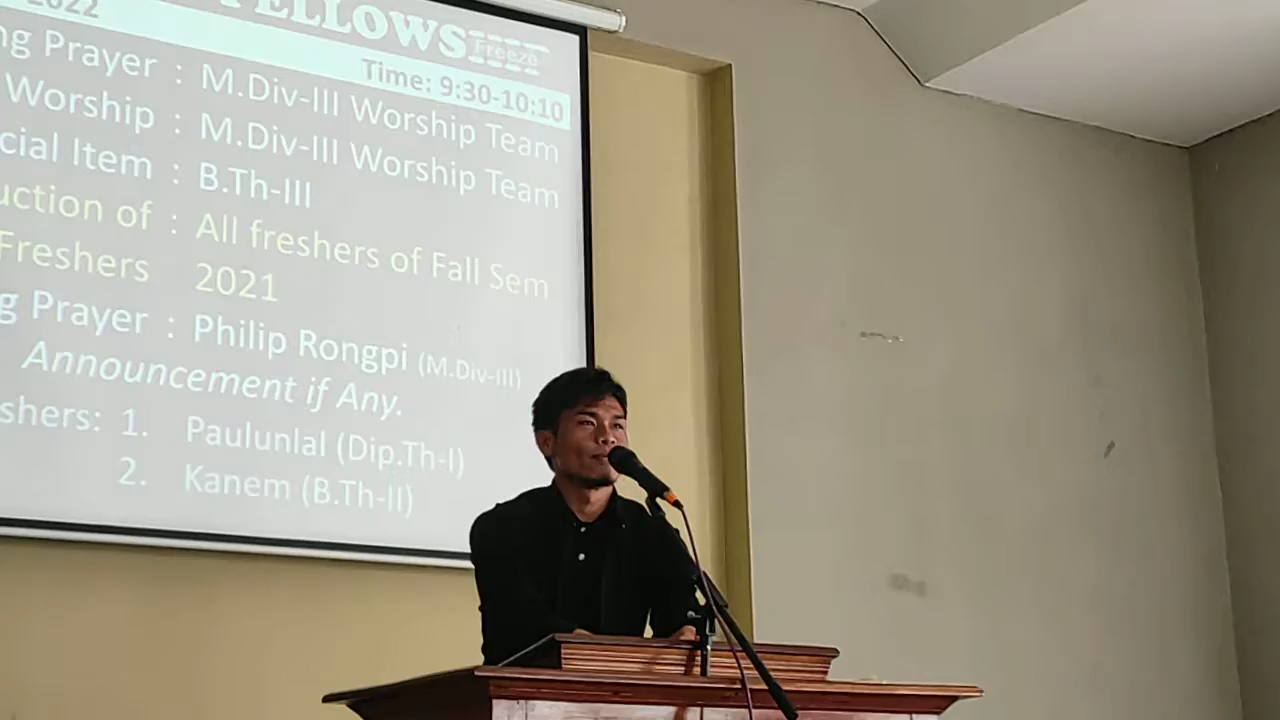 2022 FELLOWS Freeze
Time: 9:30-10:10
ng Prayer : M.Div-III Worship Team
Worship : M.Div-III Worship Team
cial Item : B.Th-III
uction of : All freshers of Fall Sem
Freshers 2021
g Prayer : Philip Rongpi (M.Div-III)
Announcement if Any.
shers: 1. Paulunlal (Dip.Th-I)
2. Kanem (B.Th-II)